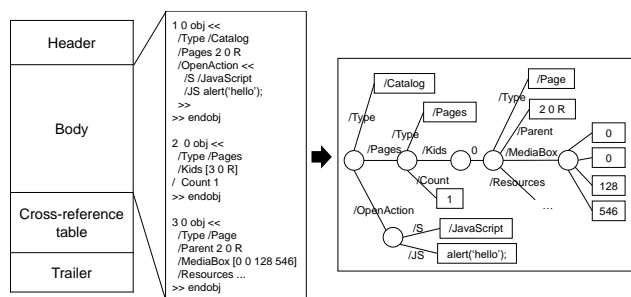 Header
Body
Cross-reference
table
Trailer
1 0 obj <<
/Type /Catalog
/Pages 2 0 R
/OpenAction <<
/S /JavaScript
/JS alert('hello');
>>
>> endobj
2 0 obj <<
/Type /Pages
/Kids [3 0 R]
/ Count 1
>> endobj
3 0 obj <<
/Type /Page
/Parent 2 0 R
/MediaBox [0 0 128 546]
/Resources ...
>> endobj
/Catalog
/Type
/Pages
/Pages
/Type
/Kids
/Count
1
0
/Page
/Type
2 0 R
/Parent
/MediaBox
0
0
128
546
/Resources
...
/OpenAction
/S
/JavaScript
/JS
alert('hello');